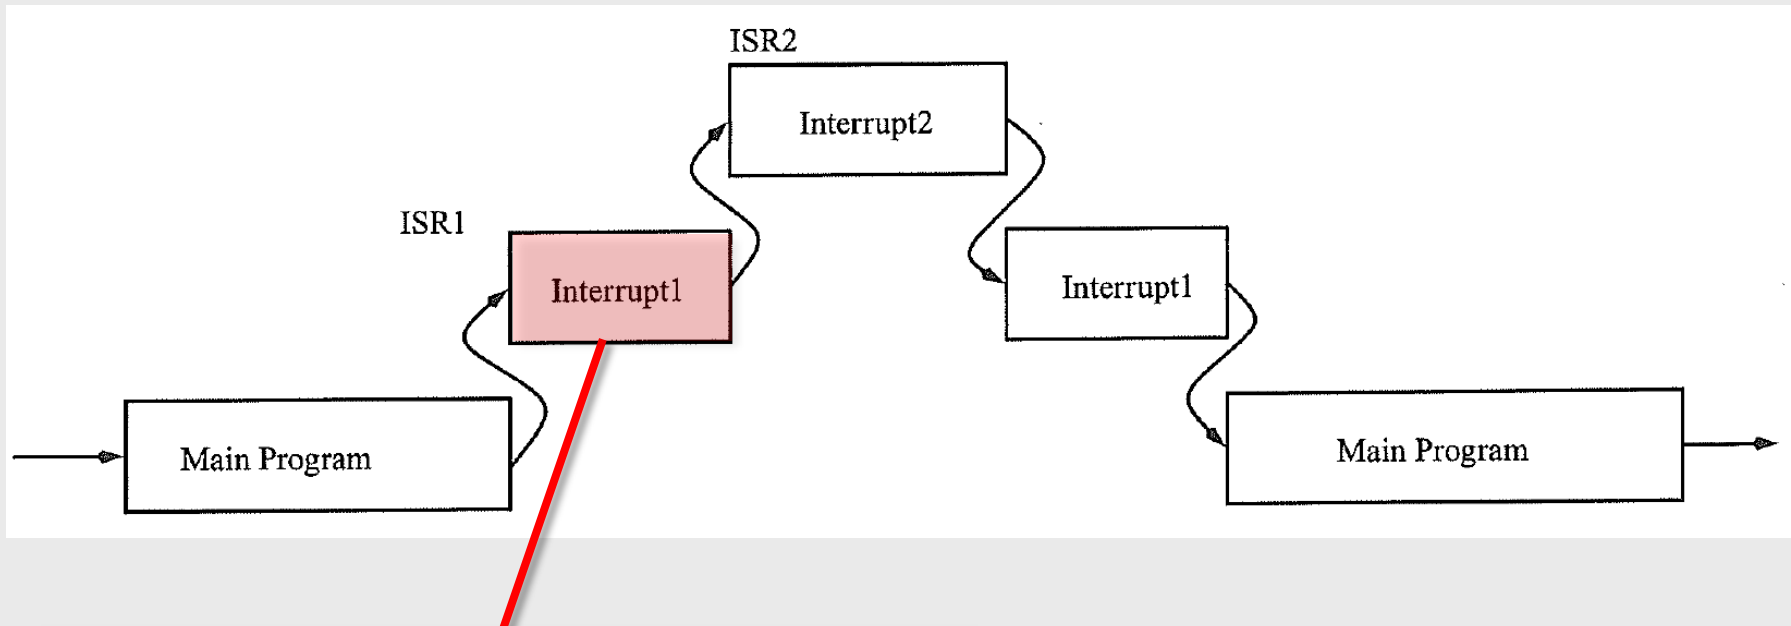 ISR2
Interrupt2
ISR1
Interrupt1
Interrupt1
Main Program
Main Program